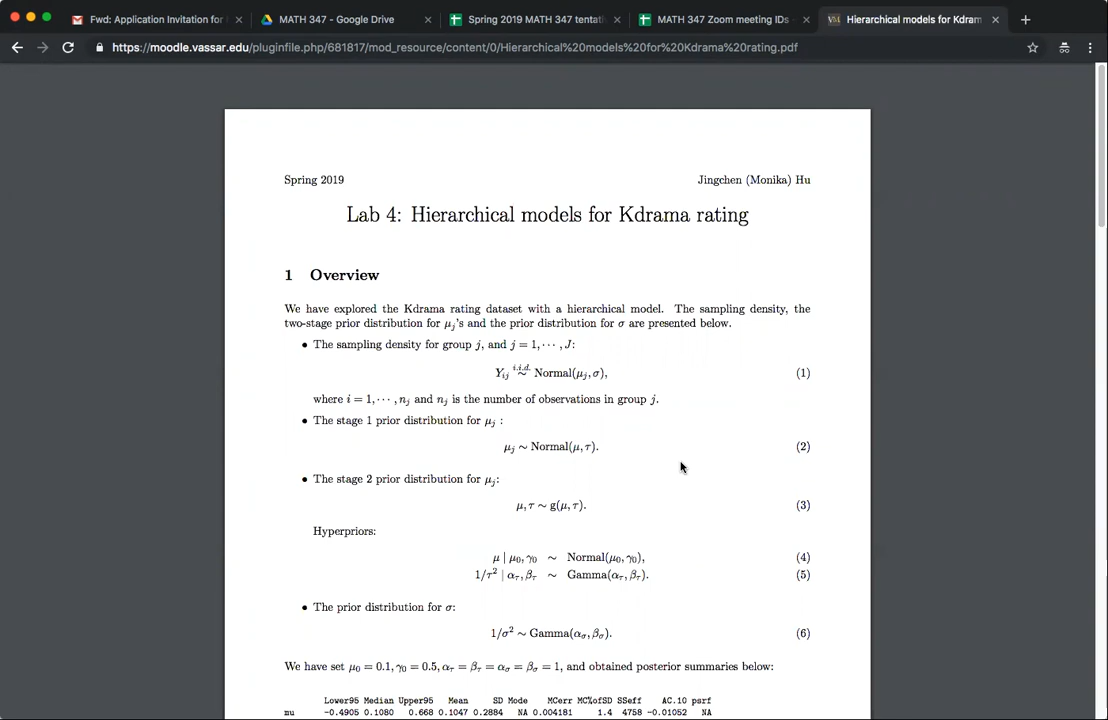 Fwd: Application Invitation for
MATH 347 - Google Drive
Spring 2019 MATH 347 tentati
MATH 347 Zoom meeting IDs -
Hierarchical models for Kdram
https://moodle.vassar.edu/pluginfile.php/681817/mod_resource/content/0/Hierarchical%20models%20for%20Kdrama%20rating.pdf
Spring 2019 Jingchen (Monika) Hu
Lab 4: Hierarchical models for Kdrama rating
1 Overview
We have explored the Kdrama rating dataset with a hierarchical model. The sampling density, the
two-stage prior distribution for μj's and the prior distribution for σ are presented below.
• The sampling density for group j, and j = 1, ⋯ , J:
Yij i.i.d. ∼ Normal(μj, σ), (1)
where i = 1, ⋯ , nj and nj is the number of observations in group j.
• The stage 1 prior distribution for μj :
μj ∼ Normal(μ, τ). (2)
• The stage 2 prior distribution for μj:
μ, τ ∼ g(μ, τ). (3)
Hyperpriors:
μ | μ0, γ0 ∼ Normal(μ0, γ0), (4)
1/τ² | ατ, βτ ∼ Gamma(ατ, βτ). (5)
• The prior distribution for σ:
1/σ² ∼ Gamma(ασ, βσ). (6)
We have set μ0 = 0.1, γ0 = 0.5, ατ = βτ = ασ = βσ = 1, and obtained posterior summaries below:
Lower95 Median Upper95 Mean SD Mode MCerr MC%ofSD SSeff AC.10 psrf
mu -0.4905 0.1080 0.668 0.1047 0.2884 NA 0.004181 1.4 4758 -0.01052 NA